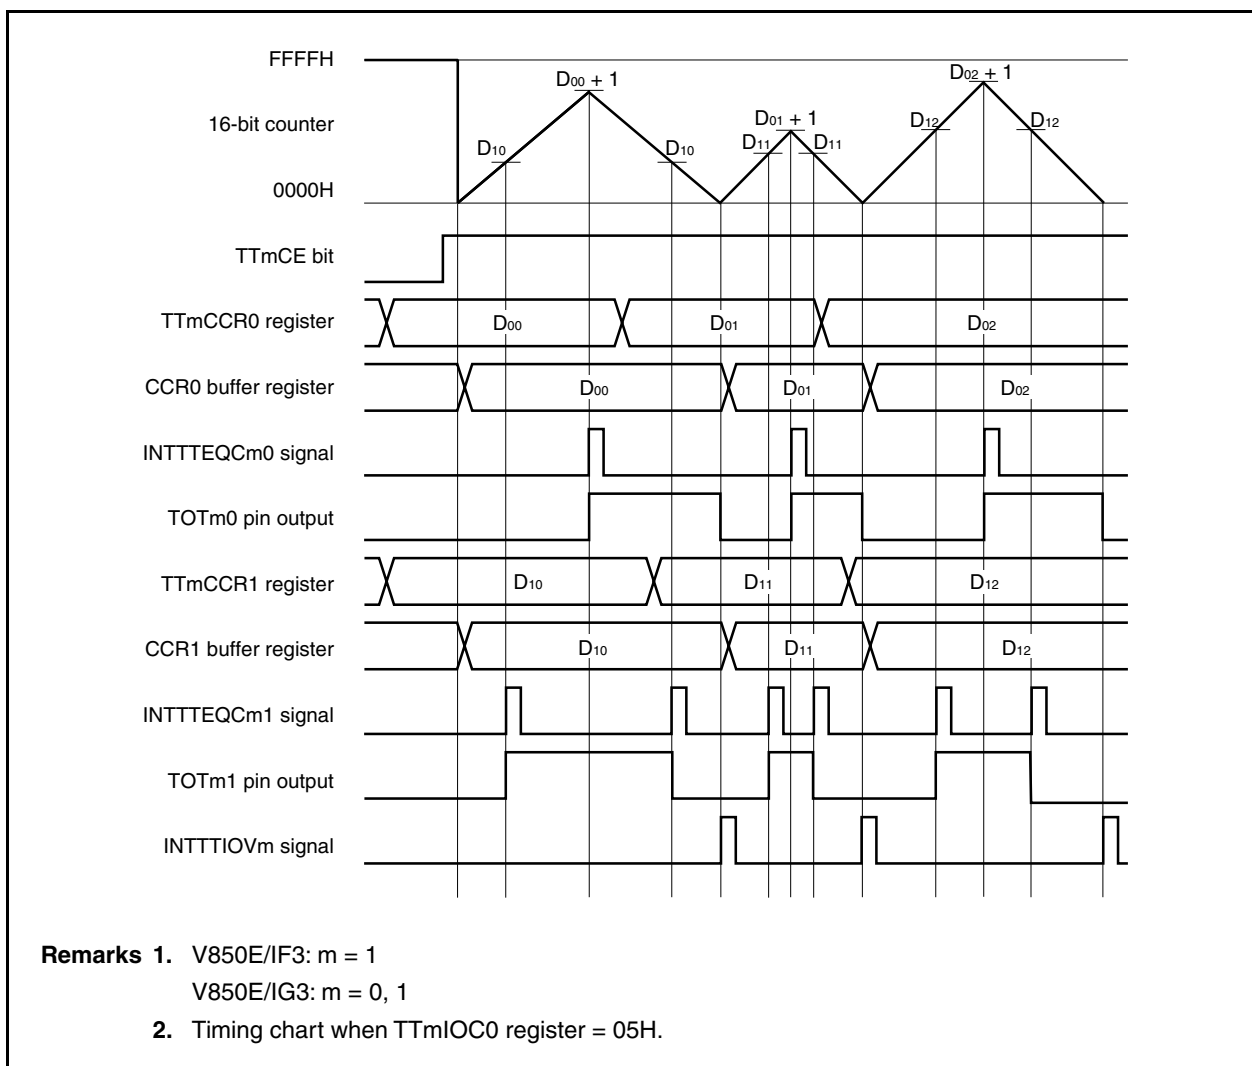 FFFFH
D00 + 1
D02 + 1
16-bit counter
D01 + 1
D12 D12
D10 D10 D11 D11
0000H
TTmCE bit
TTmCCR0 register D00 D01 D02
CCR0 buffer register D00 D01 D02
INTTTEQCm0 signal
TOTm0 pin output
TTmCCR1 register D10 D11 D12
CCR1 buffer register D10 D11 D12
INTTTEQCm1 signal
TOTm1 pin output
INTTTIOVm signal
Remarks 1. V850E/IF3: m = 1
V850E/IG3: m = 0, 1
2. Timing chart when TTmIOC0 register = 05H.